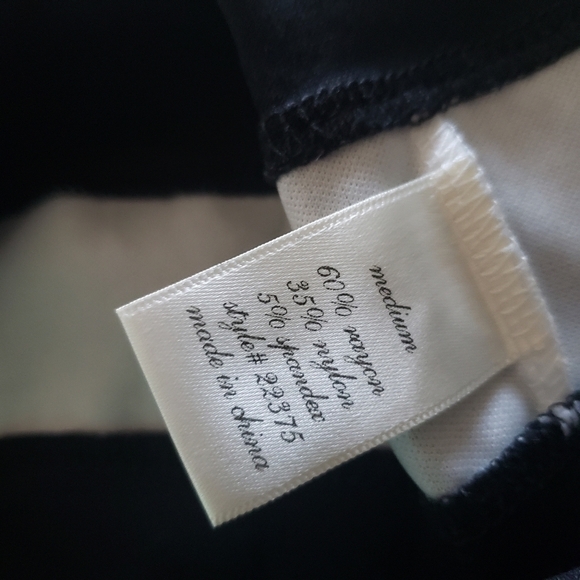 medium
60% rayon
35% nylon
5% spandex
style# 22375
made in china